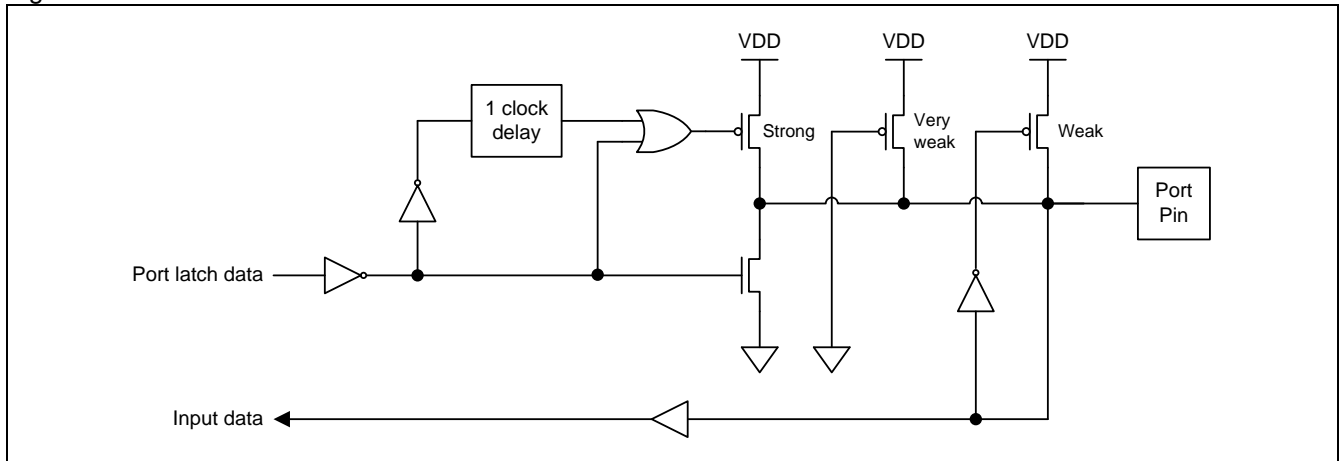 VDD
VDD
VDD
1 clock
delay
Strong
Very
weak
Weak
Port
Pin
Port latch data
Input data